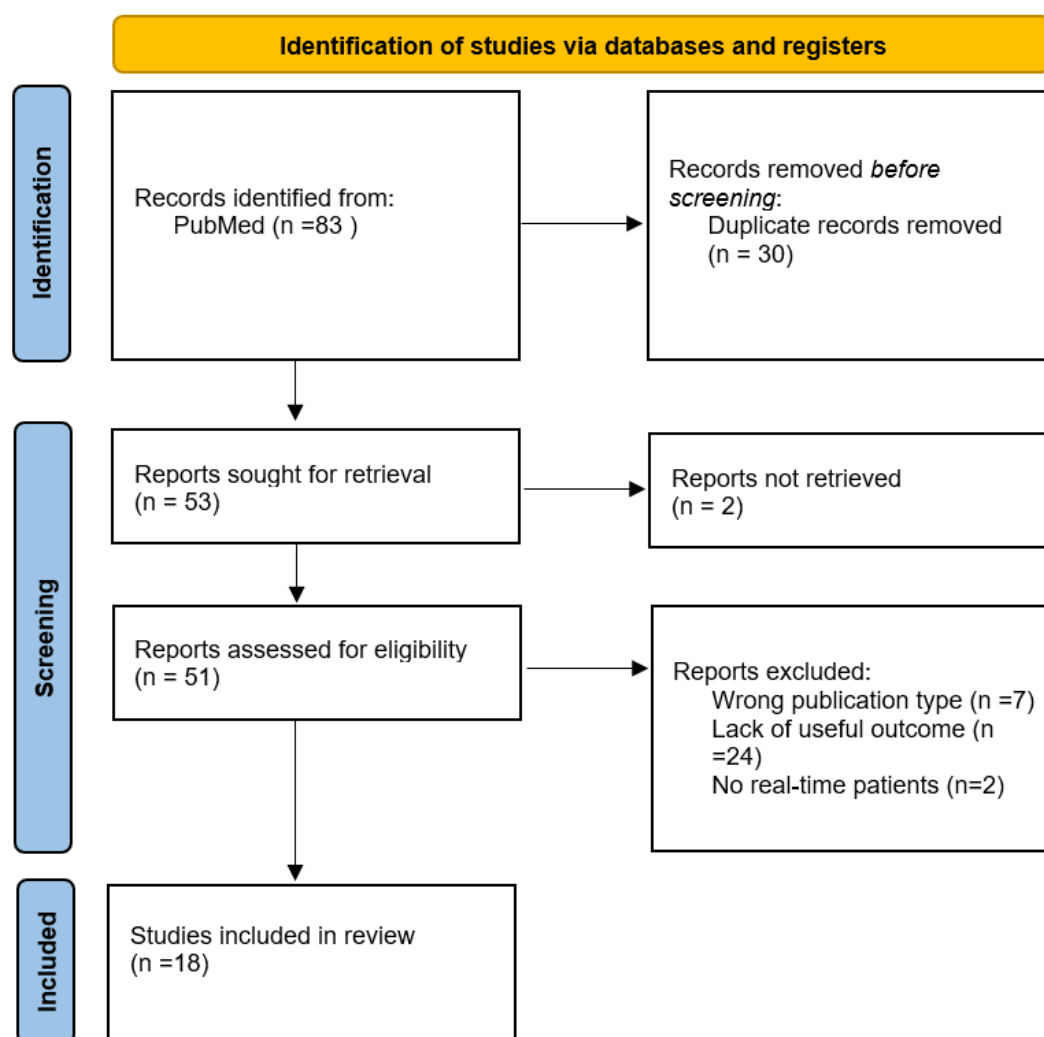 Identification of studies via databases and registers
Identification
Records identified from:
PubMed (n =83 )
Records removed before
screening:
Duplicate records removed
(n = 30)
Screening
Reports sought for retrieval
(n = 53)
Reports not retrieved
(n = 2)
Reports assessed for eligibility
(n = 51)
Reports excluded:
Wrong publication type (n =7)
Lack of useful outcome (n
=24)
No real-time patients (n=2)
Included
Studies included in review
(n =18)